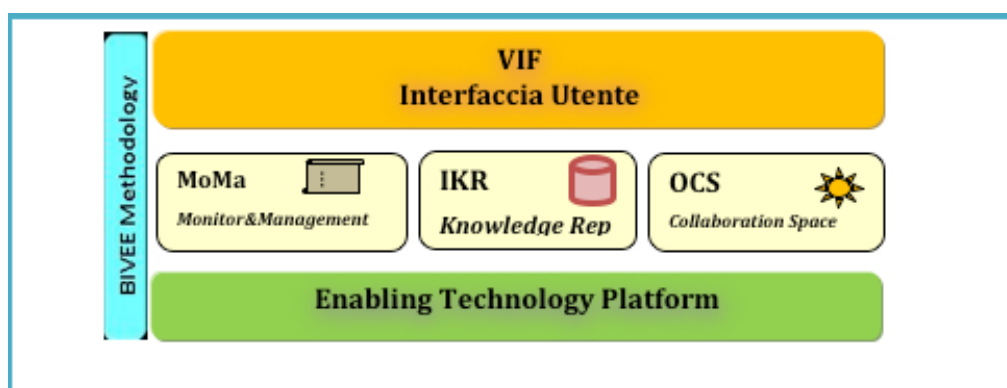 BIVEE Methodology
VIF
Interfaccia Utente
MoMa
Monitor&Management
IKR
Knowledge Rep
OCS
Collaboration Space
Enabling Technology Platform